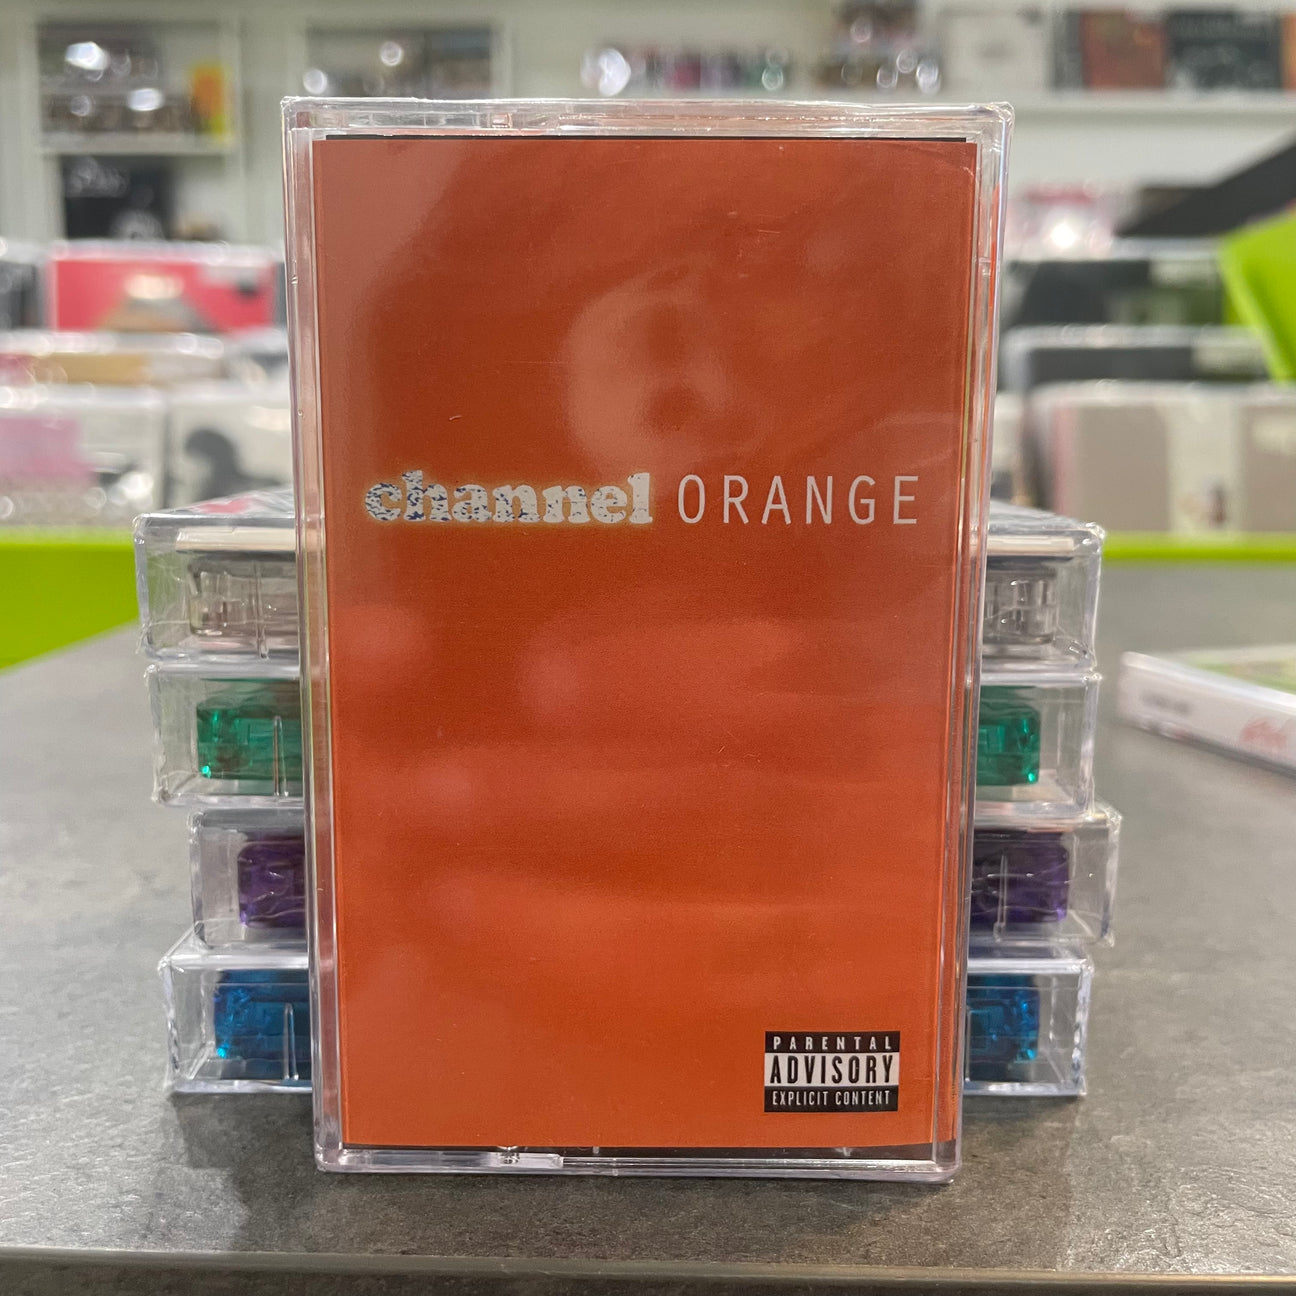 channel ORANGE
PARENTAL
ADVISORY
EXPLICIT CONTENT